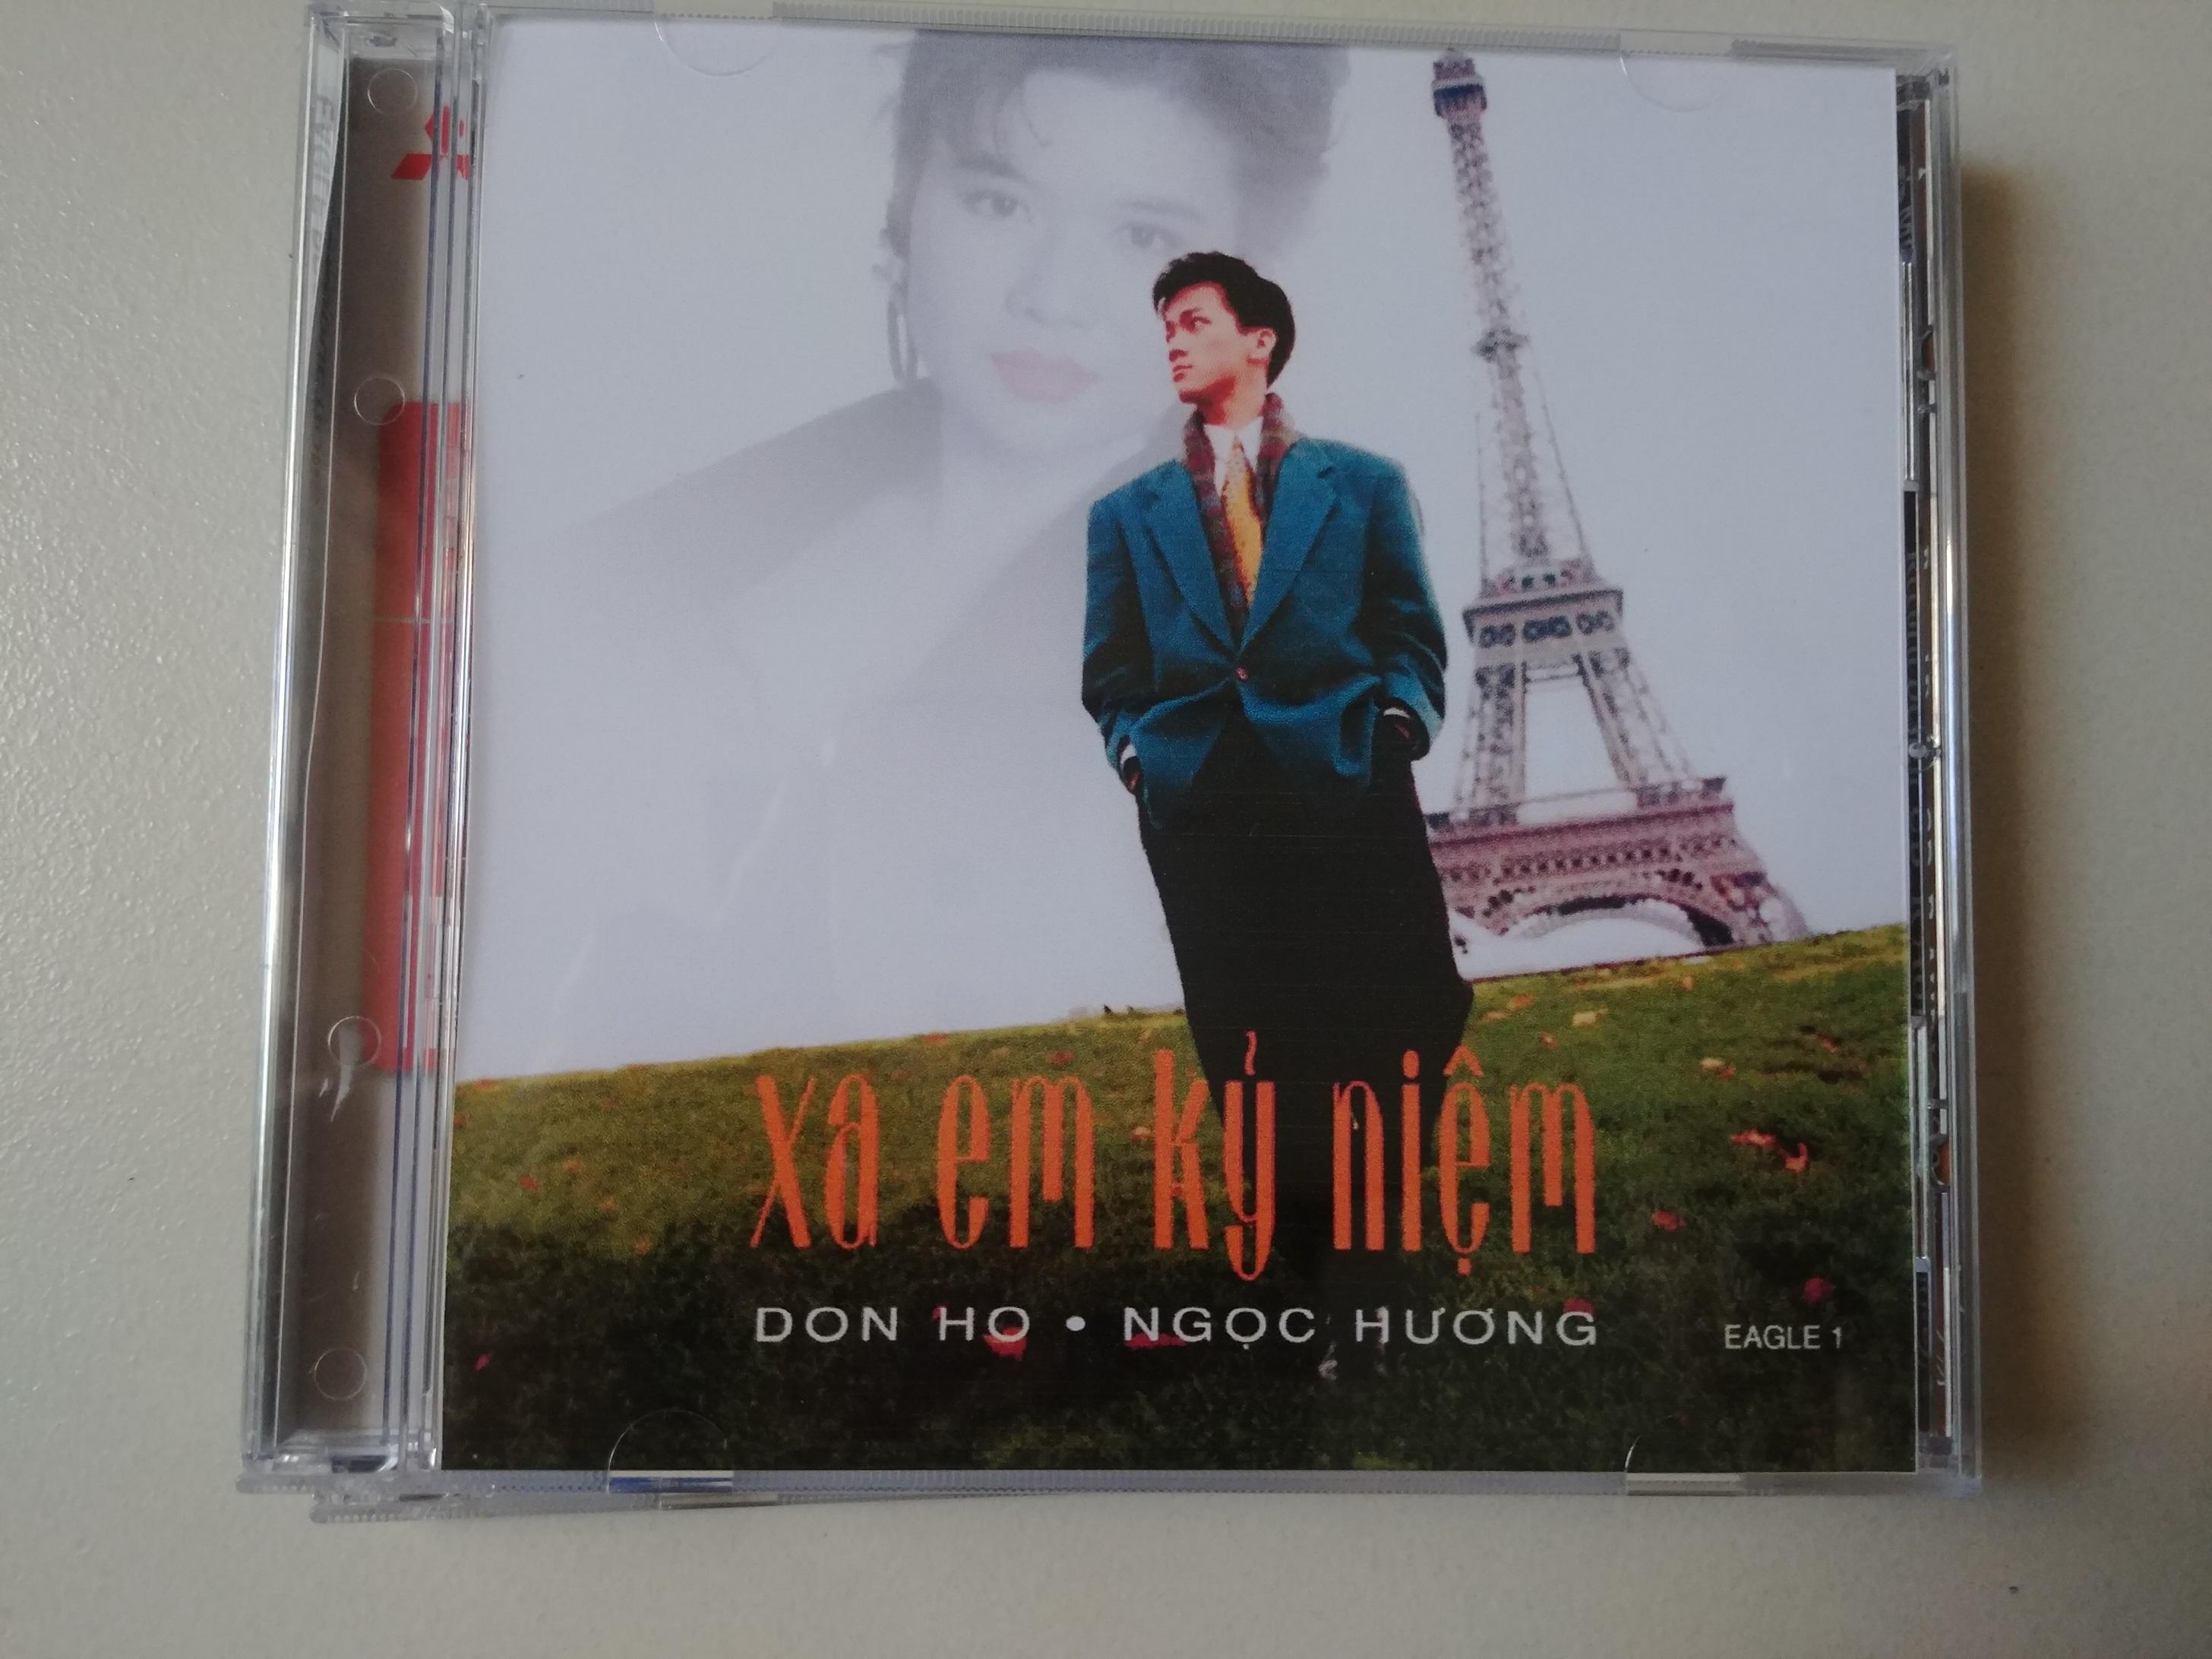 xa em kỷ niệm
DON HO • NGỌC HƯƠNG
EAGLE 1